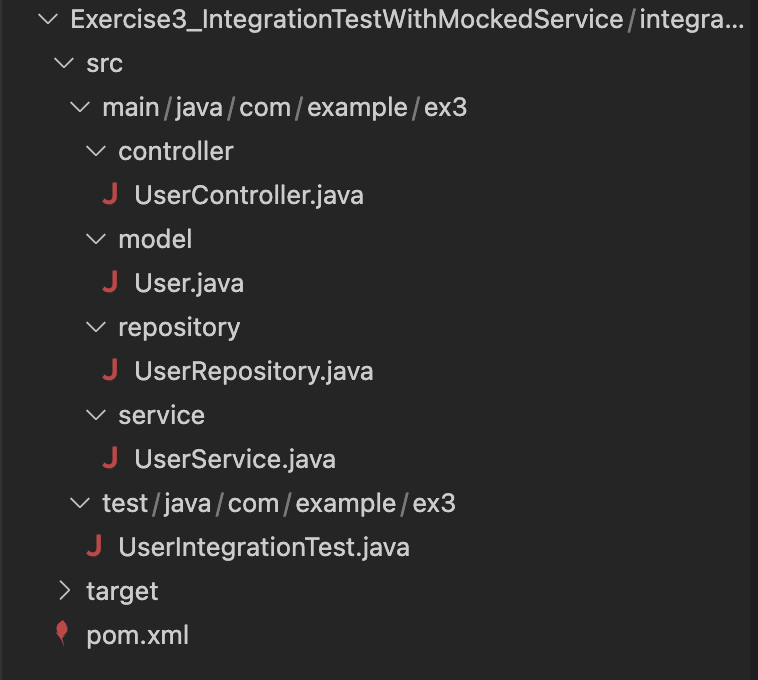 Exercise3_IntegrationTestWithMockedService/integra...
src
main/java/com/example/ex3
controller
J UserController.java
model
J User.java
repository
J UserRepository.java
service
J UserService.java
test/java/com/example/ex3
J UserIntegrationTest.java
target
pom.xml